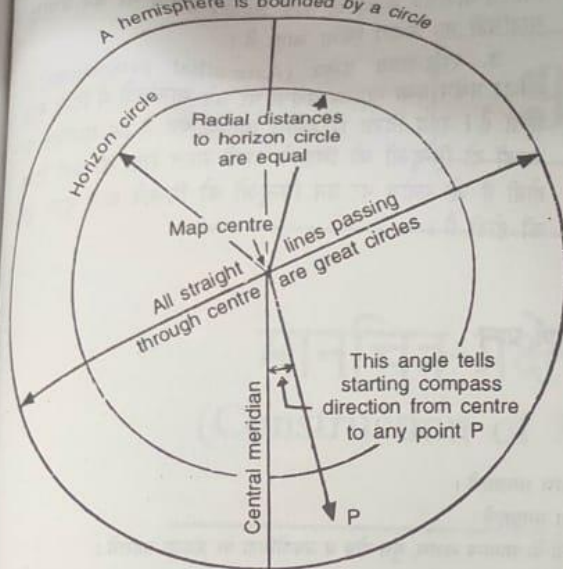 A hemisphere is bounded by a circle
Horizon circle
Radial distances
to horizon circle
are equal
Map centre
All straight lines passing
through centre are great circles
This angle tells
starting compass
direction from centre
to any point P
Central meridian
P